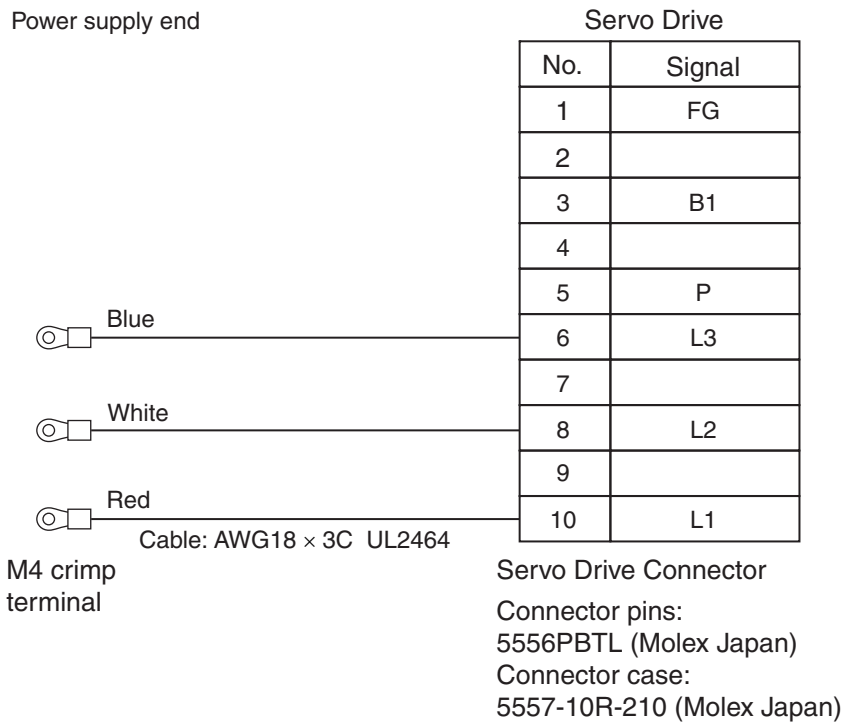 Power supply end
Servo Drive
No. Signal
1 FG
2
3 B1
4
5 P
Blue
6 L3
7
White
8 L2
9
Red
10 L1
Cable: AWG18 × 3C UL2464
M4 crimp
terminal
Servo Drive Connector
Connector pins:
5556PBTL (Molex Japan)
Connector case:
5557-10R-210 (Molex Japan)